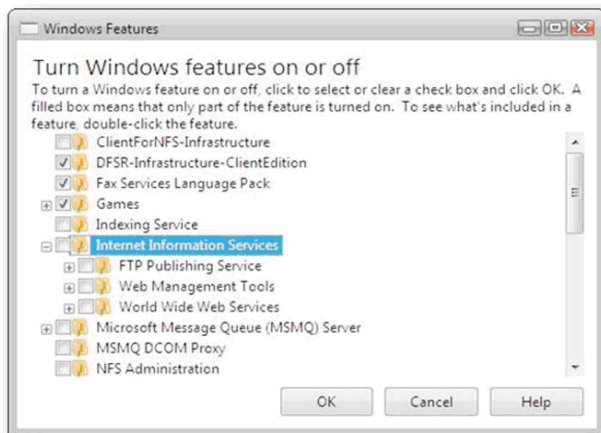 Windows Features
Turn Windows features on or off
To turn a Windows feature on or off, click to select or clear a check box and click OK. A
filled box means that only part of the feature is turned on. To see what's included in a
feature, double-click the feature.
ClientForNFS-Infrastructure
DFSR-Infrastructure-ClientEdition
Fax Services Language Pack
Games
Indexing Service
Internet Information Services
FTP Publishing Service
Web Management Tools
World Wide Web Services
Microsoft Message Queue (MSMQ) Server
MSMQ DCOM Proxy
NFS Administration
OK Cancel Help